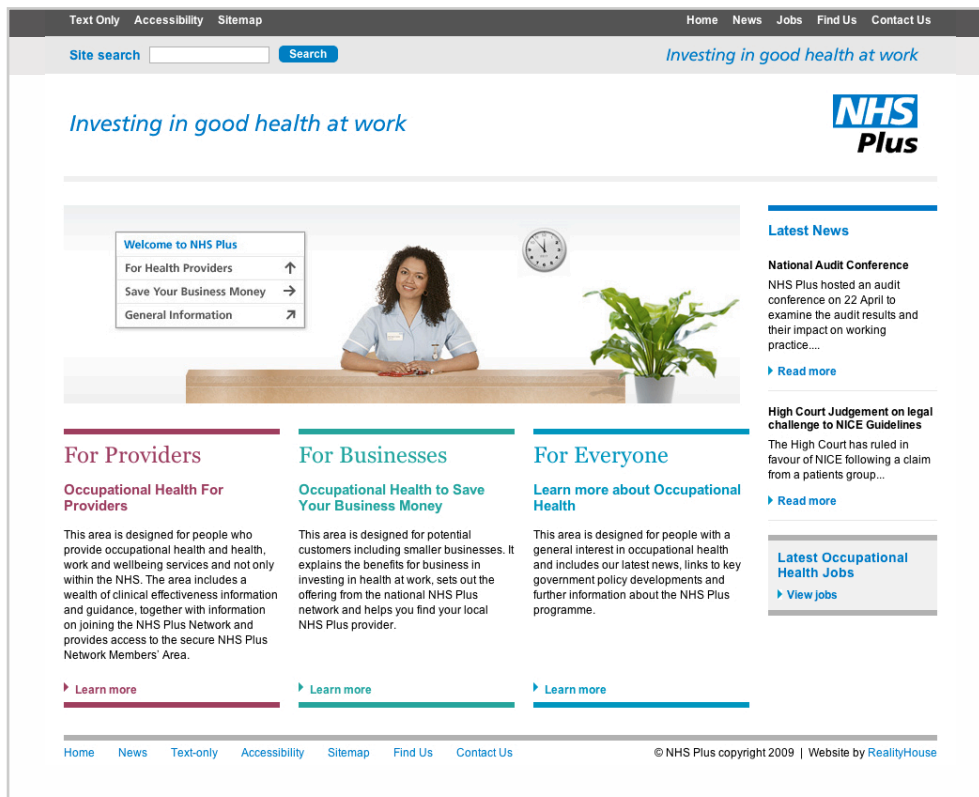 Text Only Accessibility Sitemap
Home News Jobs Find Us Contact Us
Site search
Search
Investing in good health at work
Investing in good health at work
NHS
Plus
Welcome to NHS Plus
For Health Providers
Save Your Business Money
General Information
For Providers
Occupational Health For
Providers
This area is designed for people who
provide occupational health and health,
work and wellbeing services and not only
within the NHS. The area includes a
wealth of clinical effectiveness information
and guidance, together with information
on joining the NHS Plus Network and
provides access to the secure NHS Plus
Network Members' Area.
Learn more
For Businesses
Occupational Health to Save
Your Business Money
This area is designed for potential
customers including smaller businesses. It
explains the benefits for business in
investing in health at work, sets out the
offering from the national NHS Plus
network and helps you find your local
NHS Plus provider.
Learn more
For Everyone
Learn more about Occupational
Health
This area is designed for people with a
general interest in occupational health
and includes our latest news, links to key
government policy developments and
further information about the NHS Plus
programme.
Learn more
Latest News
National Audit Conference
NHS Plus hosted an audit
conference on 22 April to
examine the audit results and
their impact on working
practice....
Read more
High Court Judgement on legal
challenge to NICE Guidelines
The High Court has ruled in
favour of NICE following a claim
from a patients group...
Read more
Latest Occupational
Health Jobs
View jobs
Home News Text-only Accessibility Sitemap Find Us Contact Us
© NHS Plus copyright 2009 | Website by RealityHouse